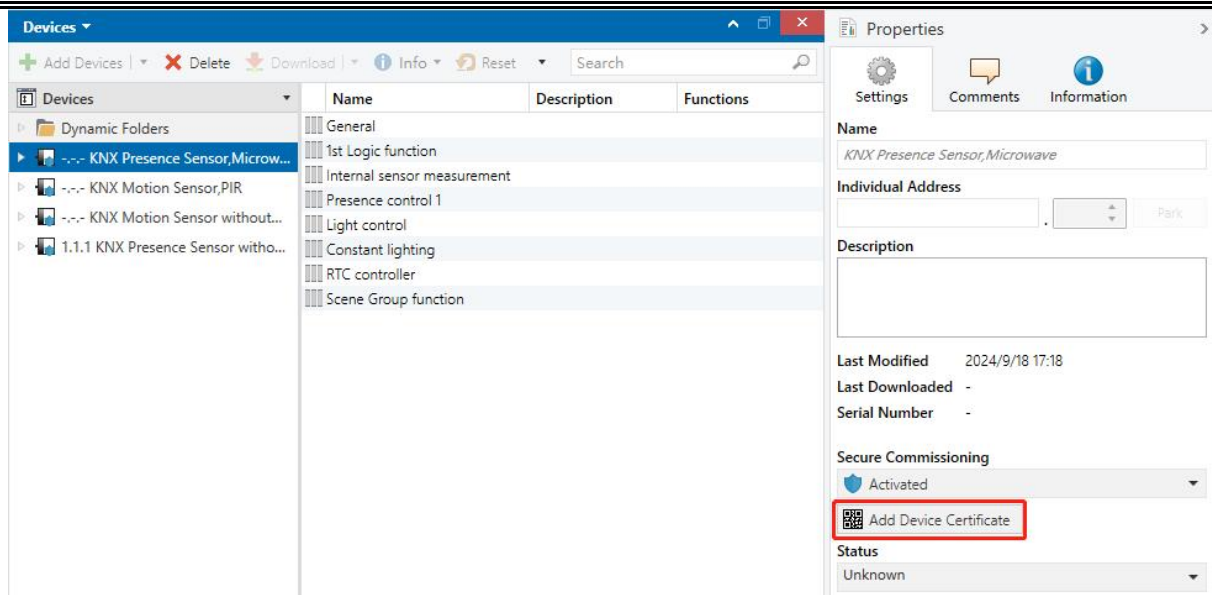 Devices
Add Devices Delete Download Info Reset Search
Devices
Dynamic Folders
-.-.- KNX Presence Sensor,Microw...
-.-.- KNX Motion Sensor,PIR
-.-.- KNX Motion Sensor without...
1.1.1 KNX Presence Sensor witho...
Name Description Functions
General
1st Logic function
Internal sensor measurement
Presence control 1
Light control
Constant lighting
RTC controller
Scene Group function
Properties
Settings Comments Information
Name
KNX Presence Sensor,Microwave
Individual Address
. Park
Description
Last Modified 2024/9/18 17:18
Last Downloaded -
Serial Number -
Secure Commissioning
Activated
Add Device Certificate
Status
Unknown